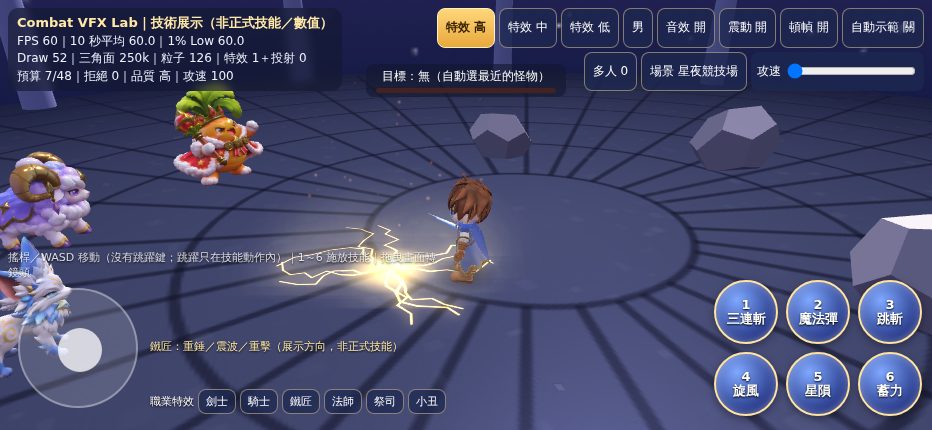 Combat VFX Lab｜技術展示（非正式技能／數值）
FPS 60｜10 秒平均 60.0｜1% Low 60.0
Draw 52｜三角面 250k｜粒子 126｜特效 1＋投射 0
預算 7/48｜拒絕 0｜品質 高｜攻速 100
特效 高
特效 中
特效 低
男
音效 開
震動 開
頓幀 開
自動示範 關
目標：無（自動選最近的怪物）
多人 0
場景 星夜競技場
攻速
搖桿／WASD 移動（沒有跳躍鍵；跳躍只在技能動作內）｜1～6 施放技能｜拖曳畫面轉
鏡頭
1
三連斬
2
魔法彈
3
跳斬
4
旋風
5
星隕
6
蓄力
鐵匠：重錘／震波／重擊（展示方向，非正式技能）
職業特效
劍士
騎士
鐵匠
法師
祭司
小丑